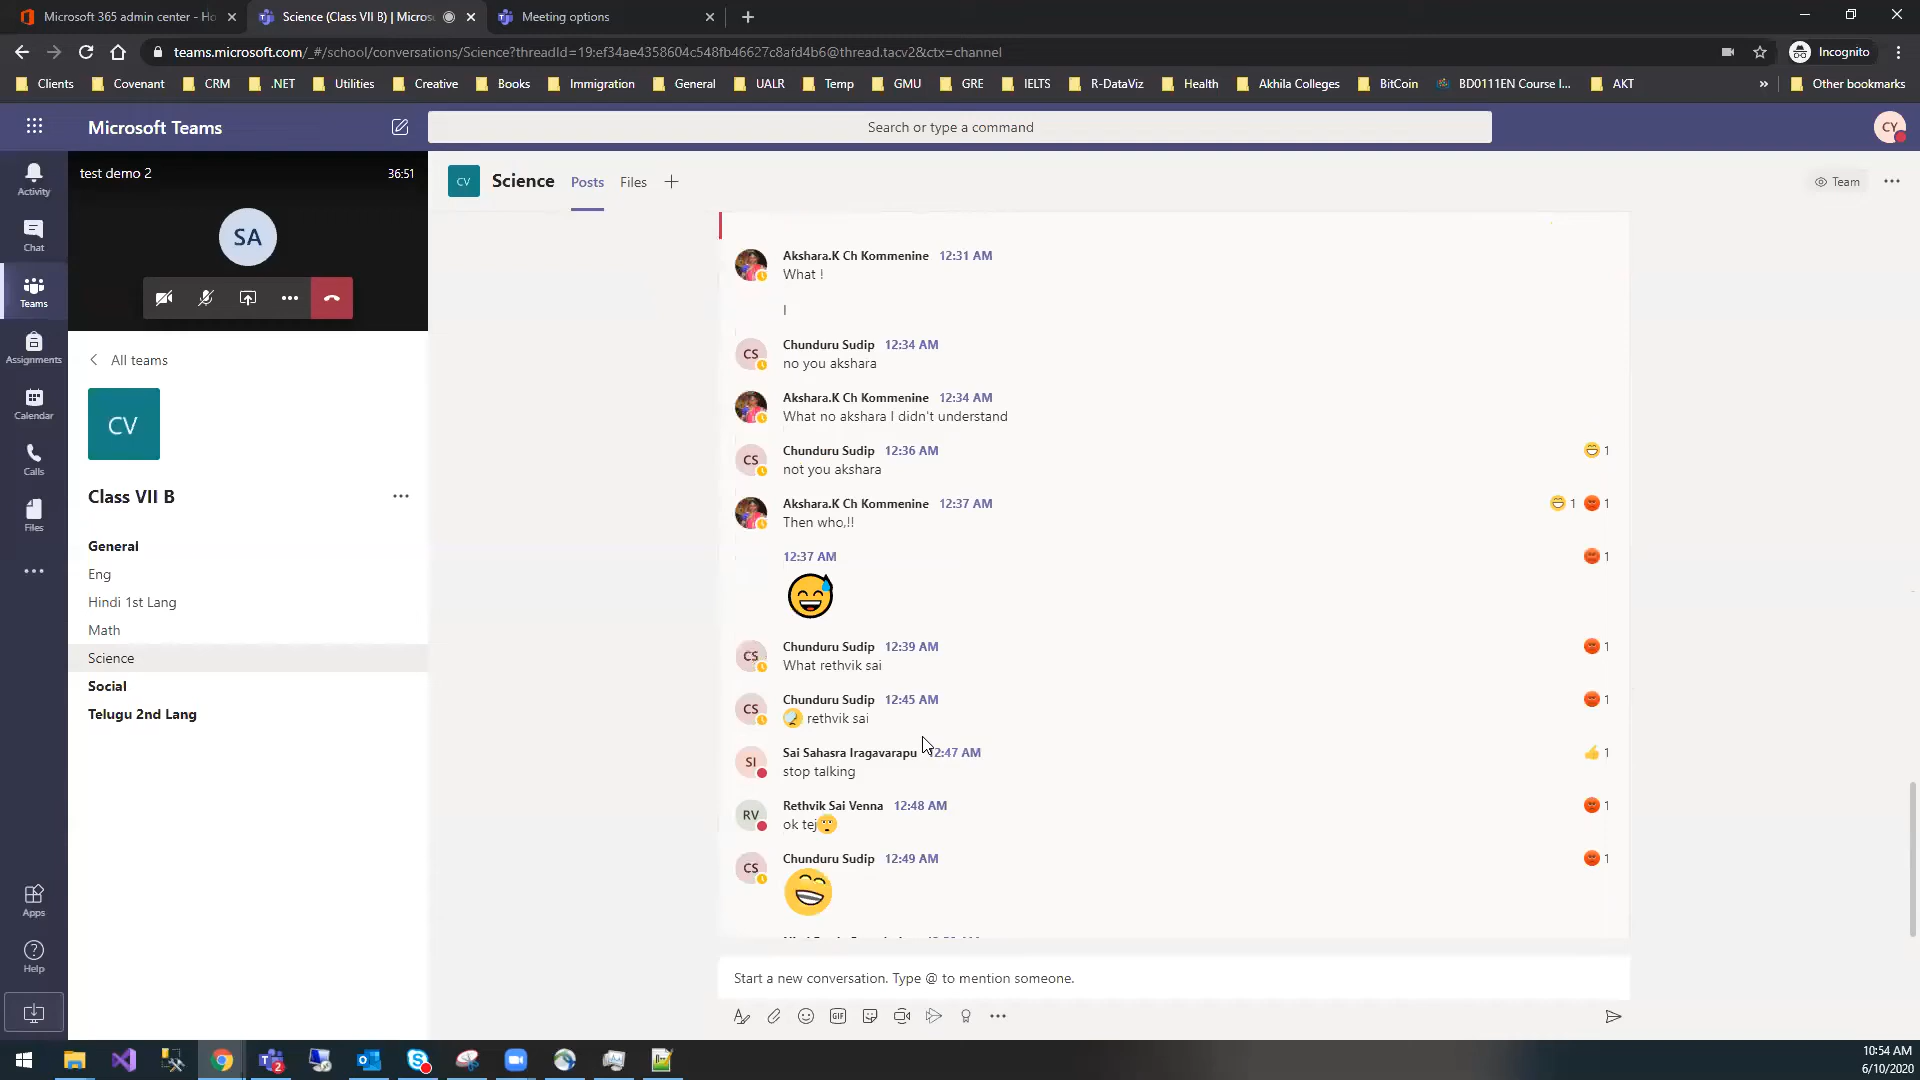 Microsoft 365 admin center - Ho
Science (Class VII B) | Micros
Meeting options
teams.microsoft.com/_#/school/conversations/Science?threadId=19:ef34ae4358604c548fb46627c8afd4b6@thread.tacv2&ctx=channel
Incognito
Clients
Covenant
CRM
.NET
Utilities
Creative
Books
Immigration
General
UALR
Temp
GMU
GRE
IELTS
R-DataViz
Health
Akhila Colleges
BitCoin
BD0111EN Course I...
AKT
»
Other bookmarks
Microsoft Teams
Search or type a command
CY
Activity
Chat
Teams
Assignments
Calendar
Calls
Files
Apps
Help
test demo 2
36:51
SA
All teams
CV
Class VII B
General
Eng
Hindi 1st Lang
Math
Science
Social
Telugu 2nd Lang
CV
Science
Posts
Files
Team
Akshara.K Ch Kommenine 12:31 AM
What !
I
CS
Chunduru Sudip 12:34 AM
no you akshara
Akshara.K Ch Kommenine 12:34 AM
What no akshara I didn't understand
CS
Chunduru Sudip 12:36 AM
1
not you akshara
Akshara.K Ch Kommenine 12:37 AM
1 1
Then who,!!
12:37 AM
1
CS
Chunduru Sudip 12:39 AM
1
What rethvik sai
CS
Chunduru Sudip 12:45 AM
1
rethvik sai
SI
Sai Sahasra Iragavarapu 12:47 AM
1
stop talking
RV
Rethvik Sai Venna 12:48 AM
1
ok tej
CS
Chunduru Sudip 12:49 AM
1
Start a new conversation. Type @ to mention someone.
GIF
2
10:54 AM
6/10/2020